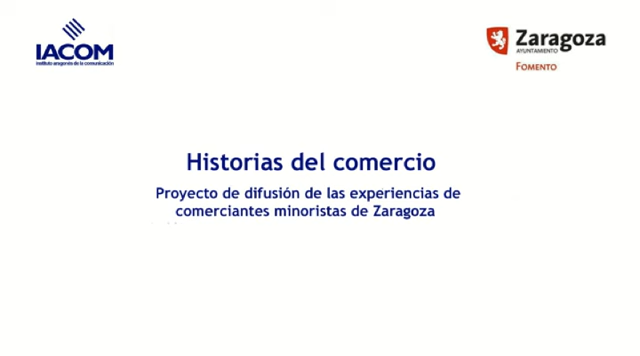 IACOM
instituto aragonés de la comunicación
Zaragoza
AYUNTAMIENTO
FOMENTO
Historias del comercio
Proyecto de difusión de las experiencias de
comerciantes minoristas de Zaragoza